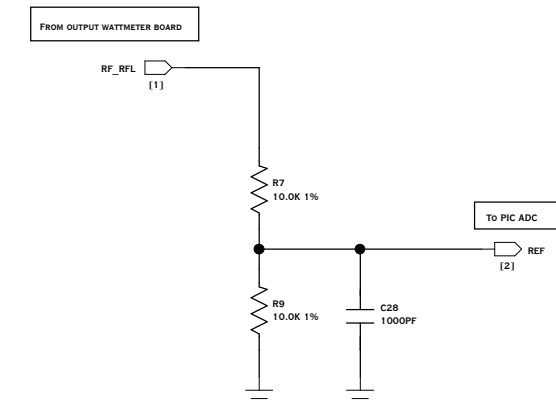 FROM OUTPUT WATTMETER BOARD
RF_RFL
[1]
R7
10.0K 1%
TO PIC ADC
REF
[2]
R9
10.0K 1%
C28
1000PF